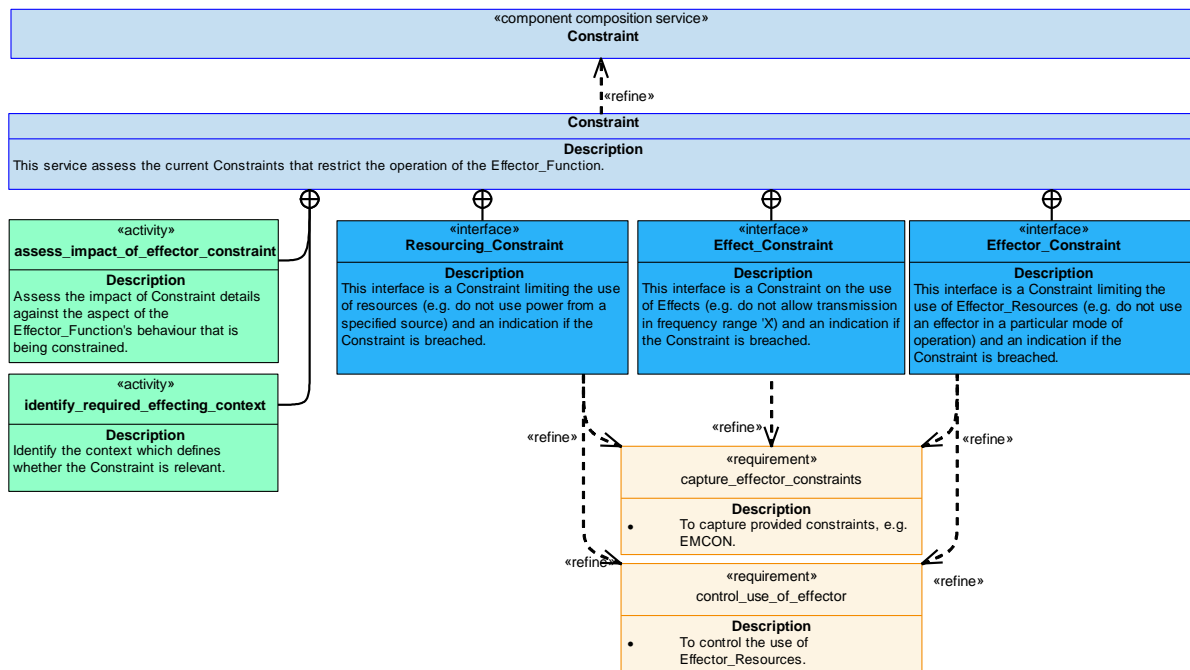 «component composition service»
Constraint
«refine»
Constraint
Description
This service assess the current Constraints that restrict the operation of the Effector_Function.
«activity»
assess_impact_of_effector_constraint
Description
Assess the impact of Constraint details
against the aspect of the
Effector_Function's behaviour that is
being constrained.
«interface»
Resourcing_Constraint
Description
This interface is a Constraint limiting the
use of resources (e.g. do not use power from a
specified source) and an indication if the
Constraint is breached.
«interface»
Effect_Constraint
Description
This interface is a Constraint on the
use of Effects (e.g. do not allow transmission
in frequency range 'X') and an indication if
the Constraint is breached.
«interface»
Effector_Constraint
Description
This interface is a Constraint limiting the
use of Effector_Resources (e.g. do not use
an effector in a particular mode of
operation) and an indication if the
Constraint is breached.
«activity»
identify_required_effecting_context
Description
Identify the context which defines
whether the Constraint is relevant.
«refine»
«refine»
«refine»
«requirement»
capture_effector_constraints
Description
• To capture provided constraints, e.g.
EMCON.
«refine»
«refine»
«requirement»
control_use_of_effector
Description
• To control the use of
Effector_Resources.